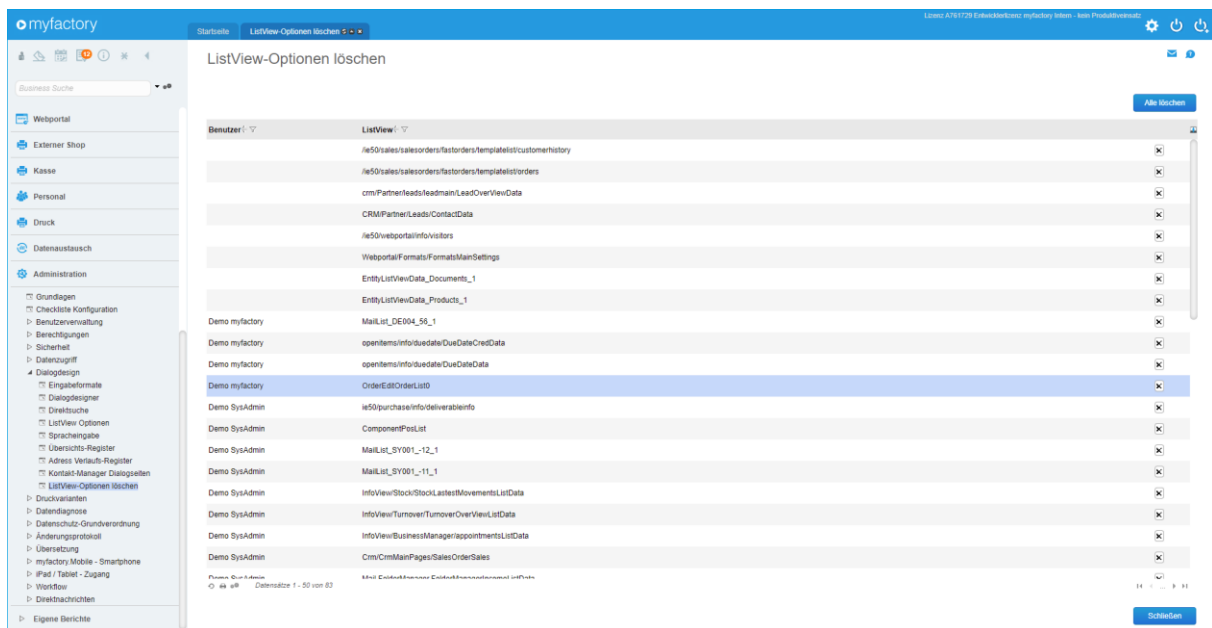 myfactory
Startseite
ListView-Optionen löschen
Lizenz A791729 Entwicklerlizenz myfactory Intern - kein Produktiveinsatz
12
Business Suche
Webportal
Externer Shop
Kasse
Personal
Druck
Datenaustausch
Administration
Grundlagen
Checkliste Konfiguration
Benutzerverwaltung
Berechtigungen
Sicherheit
Datenzugriff
Dialogdesign
Eingabeformate
Dialogdesigner
Direktsuche
ListView Optionen
Spracheingabe
Übersichts-Register
Adress Verlaufs-Register
Kontakt-Manager Dialogseiten
ListView-Optionen löschen
Druckvarianten
Datendiagnose
Datenschutz-Grundverordnung
Änderungsprotokoll
Übersetzung
myfactory.Mobile - Smartphone
iPad / Tablet - Zugang
Workflow
Direktnachrichten
Eigene Berichte
ListView-Optionen löschen
Alle löschen
Benutzer ListView
/ie50/sales/salesorders/fastorders/templatelist/customerhistory
/ie50/sales/salesorders/fastorders/templatelist/orders
crm/Partner/leads/leadmain/LeadOverViewData
CRM/Partner/Leads/ContactData
/ie50/webportal/info/visitors
Webportal/Formats/FormatsMainSettings
EntityListViewData_Documents_1
EntityListViewData_Products_1
Demo myfactory MailList_DE004_56_1
Demo myfactory openitems/info/duedate/DueDateCredData
Demo myfactory openitems/info/duedate/DueDateData
Demo myfactory OrderEditOrderList0
Demo SysAdmin ie50/purchase/info/deliverableinfo
Demo SysAdmin ComponentPosList
Demo SysAdmin MailList_SY001_-12_1
Demo SysAdmin MailList_SY001_-11_1
Demo SysAdmin InfoView/Stock/StockLastestMovementsListData
Demo SysAdmin InfoView/Turnover/TurnoverOverViewListData
Demo SysAdmin InfoView/BusinessManager/appointmentsListData
Demo SysAdmin Crm/CrmMainPages/SalesOrderSales
Demo SysAdmin
Datensätze 1 - 50 von 83
Schließen